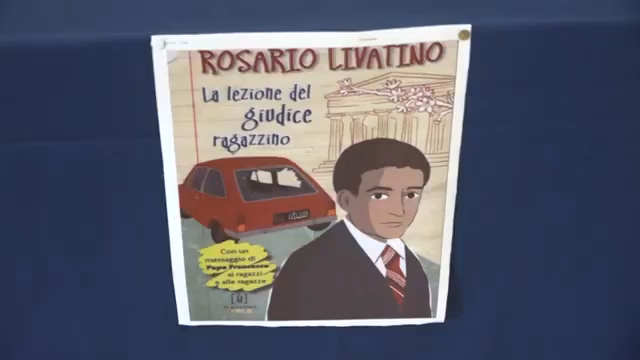 ROSARIO LIVATINO
La lezione del
giudice
ragazzino
Con un
messaggio di
Papa Francesco
ai ragazzi
e alle ragazze